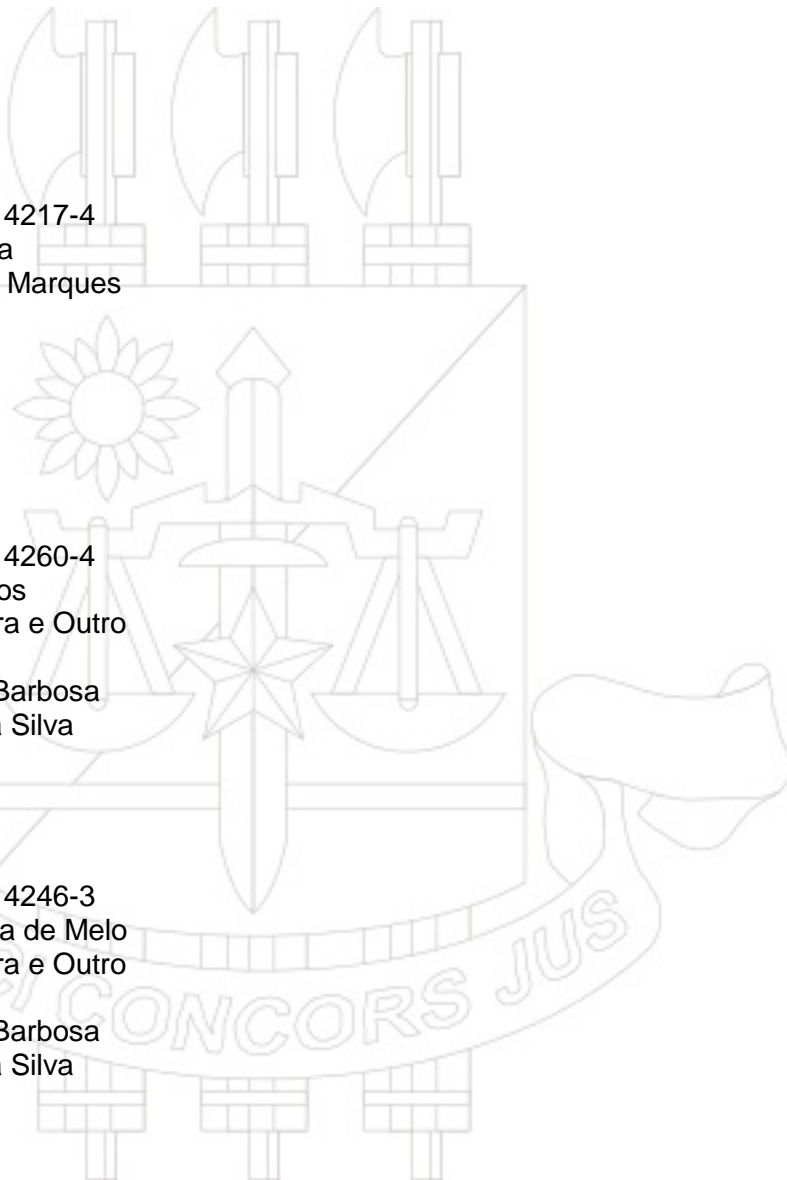 4217-4
a
Marques
4260-4
os
ra e Outro
Barbosa
a Silva
4246-3
a de Melo
ra e Outro
Barbosa
a Silva
CONCORS JUS